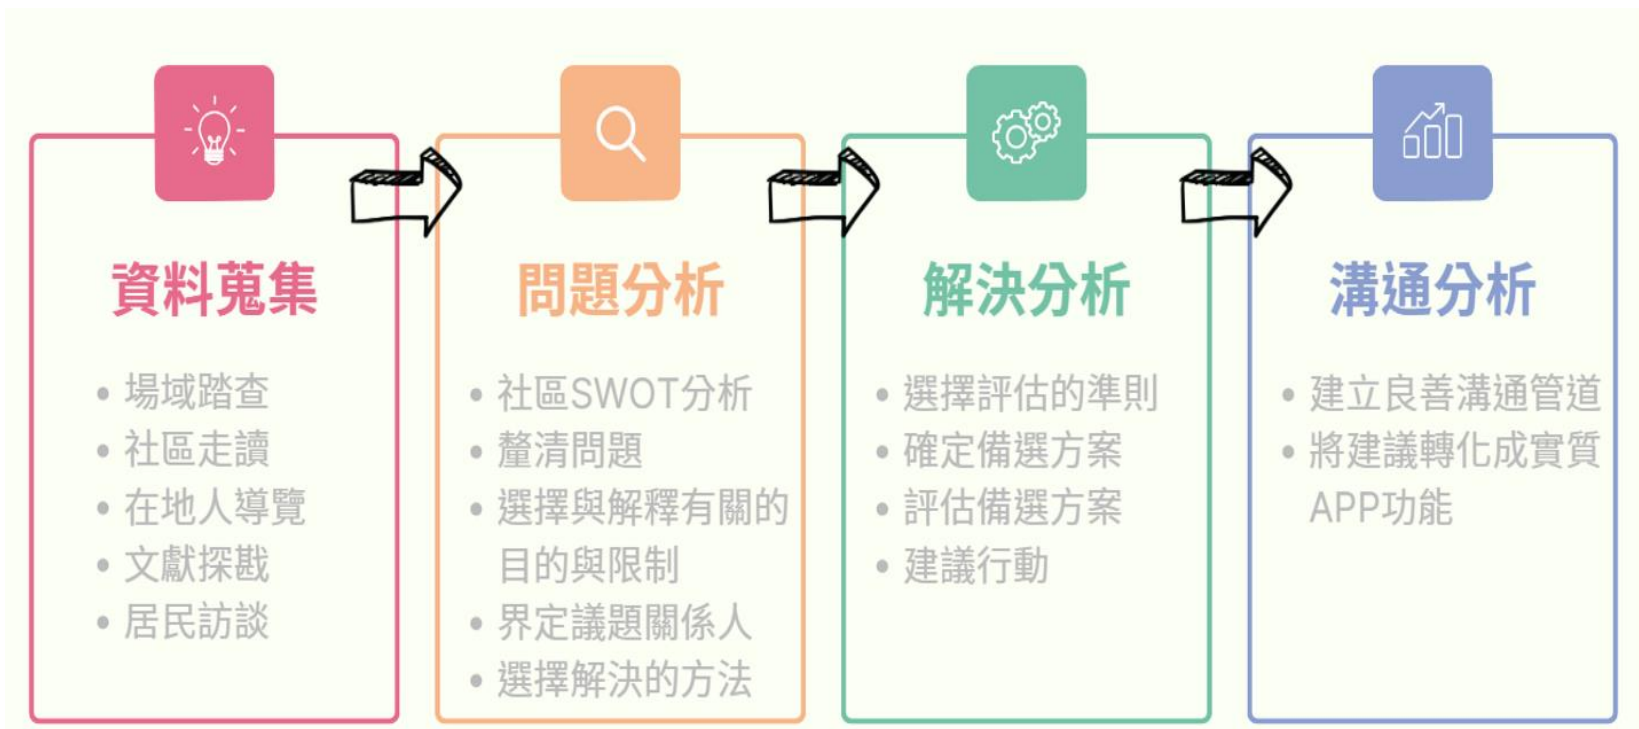 資料蒐集
• 場域踏查
• 社區走讀
• 在地人導覽
• 文獻探戡
• 居民訪談
問題分析
• 社區SWOT分析
• 釐清問題
• 選擇與解釋有關的
目的與限制
• 界定議題關係人
• 選擇解決的方法
解決分析
• 選擇評估的準則
• 確定備選方案
• 評估備選方案
• 建議行動
溝通分析
• 建立良善溝通管道
• 將建議轉化成實質
APP功能